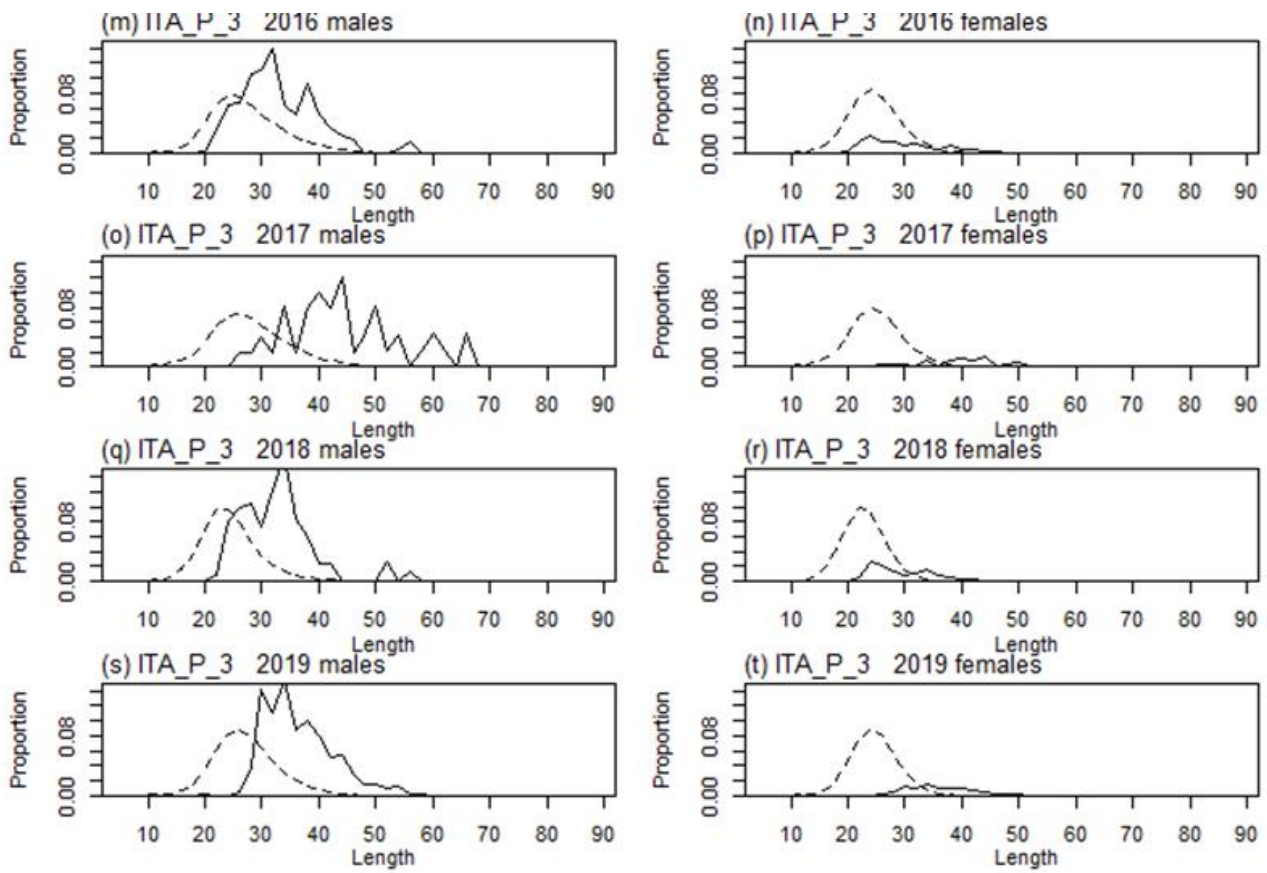 (m) ITA_P_3 2016 males
Proportion
0.00 0.08
10 20 30 40 50 60 70 80 90
Length
(n) ITA_P_3 2016 females
Proportion
0.00 0.08
10 20 30 40 50 60 70 80 90
Length
(o) ITA_P_3 2017 males
Proportion
0.00 0.08
10 20 30 40 50 60 70 80 90
Length
(p) ITA_P_3 2017 females
Proportion
0.00 0.08
10 20 30 40 50 60 70 80 90
Length
(q) ITA_P_3 2018 males
Proportion
0.00 0.08
10 20 30 40 50 60 70 80 90
Length
(r) ITA_P_3 2018 females
Proportion
0.00 0.08
10 20 30 40 50 60 70 80 90
Length
(s) ITA_P_3 2019 males
Proportion
0.00 0.08
10 20 30 40 50 60 70 80 90
Length
(t) ITA_P_3 2019 females
Proportion
0.00 0.08
10 20 30 40 50 60 70 80 90
Length